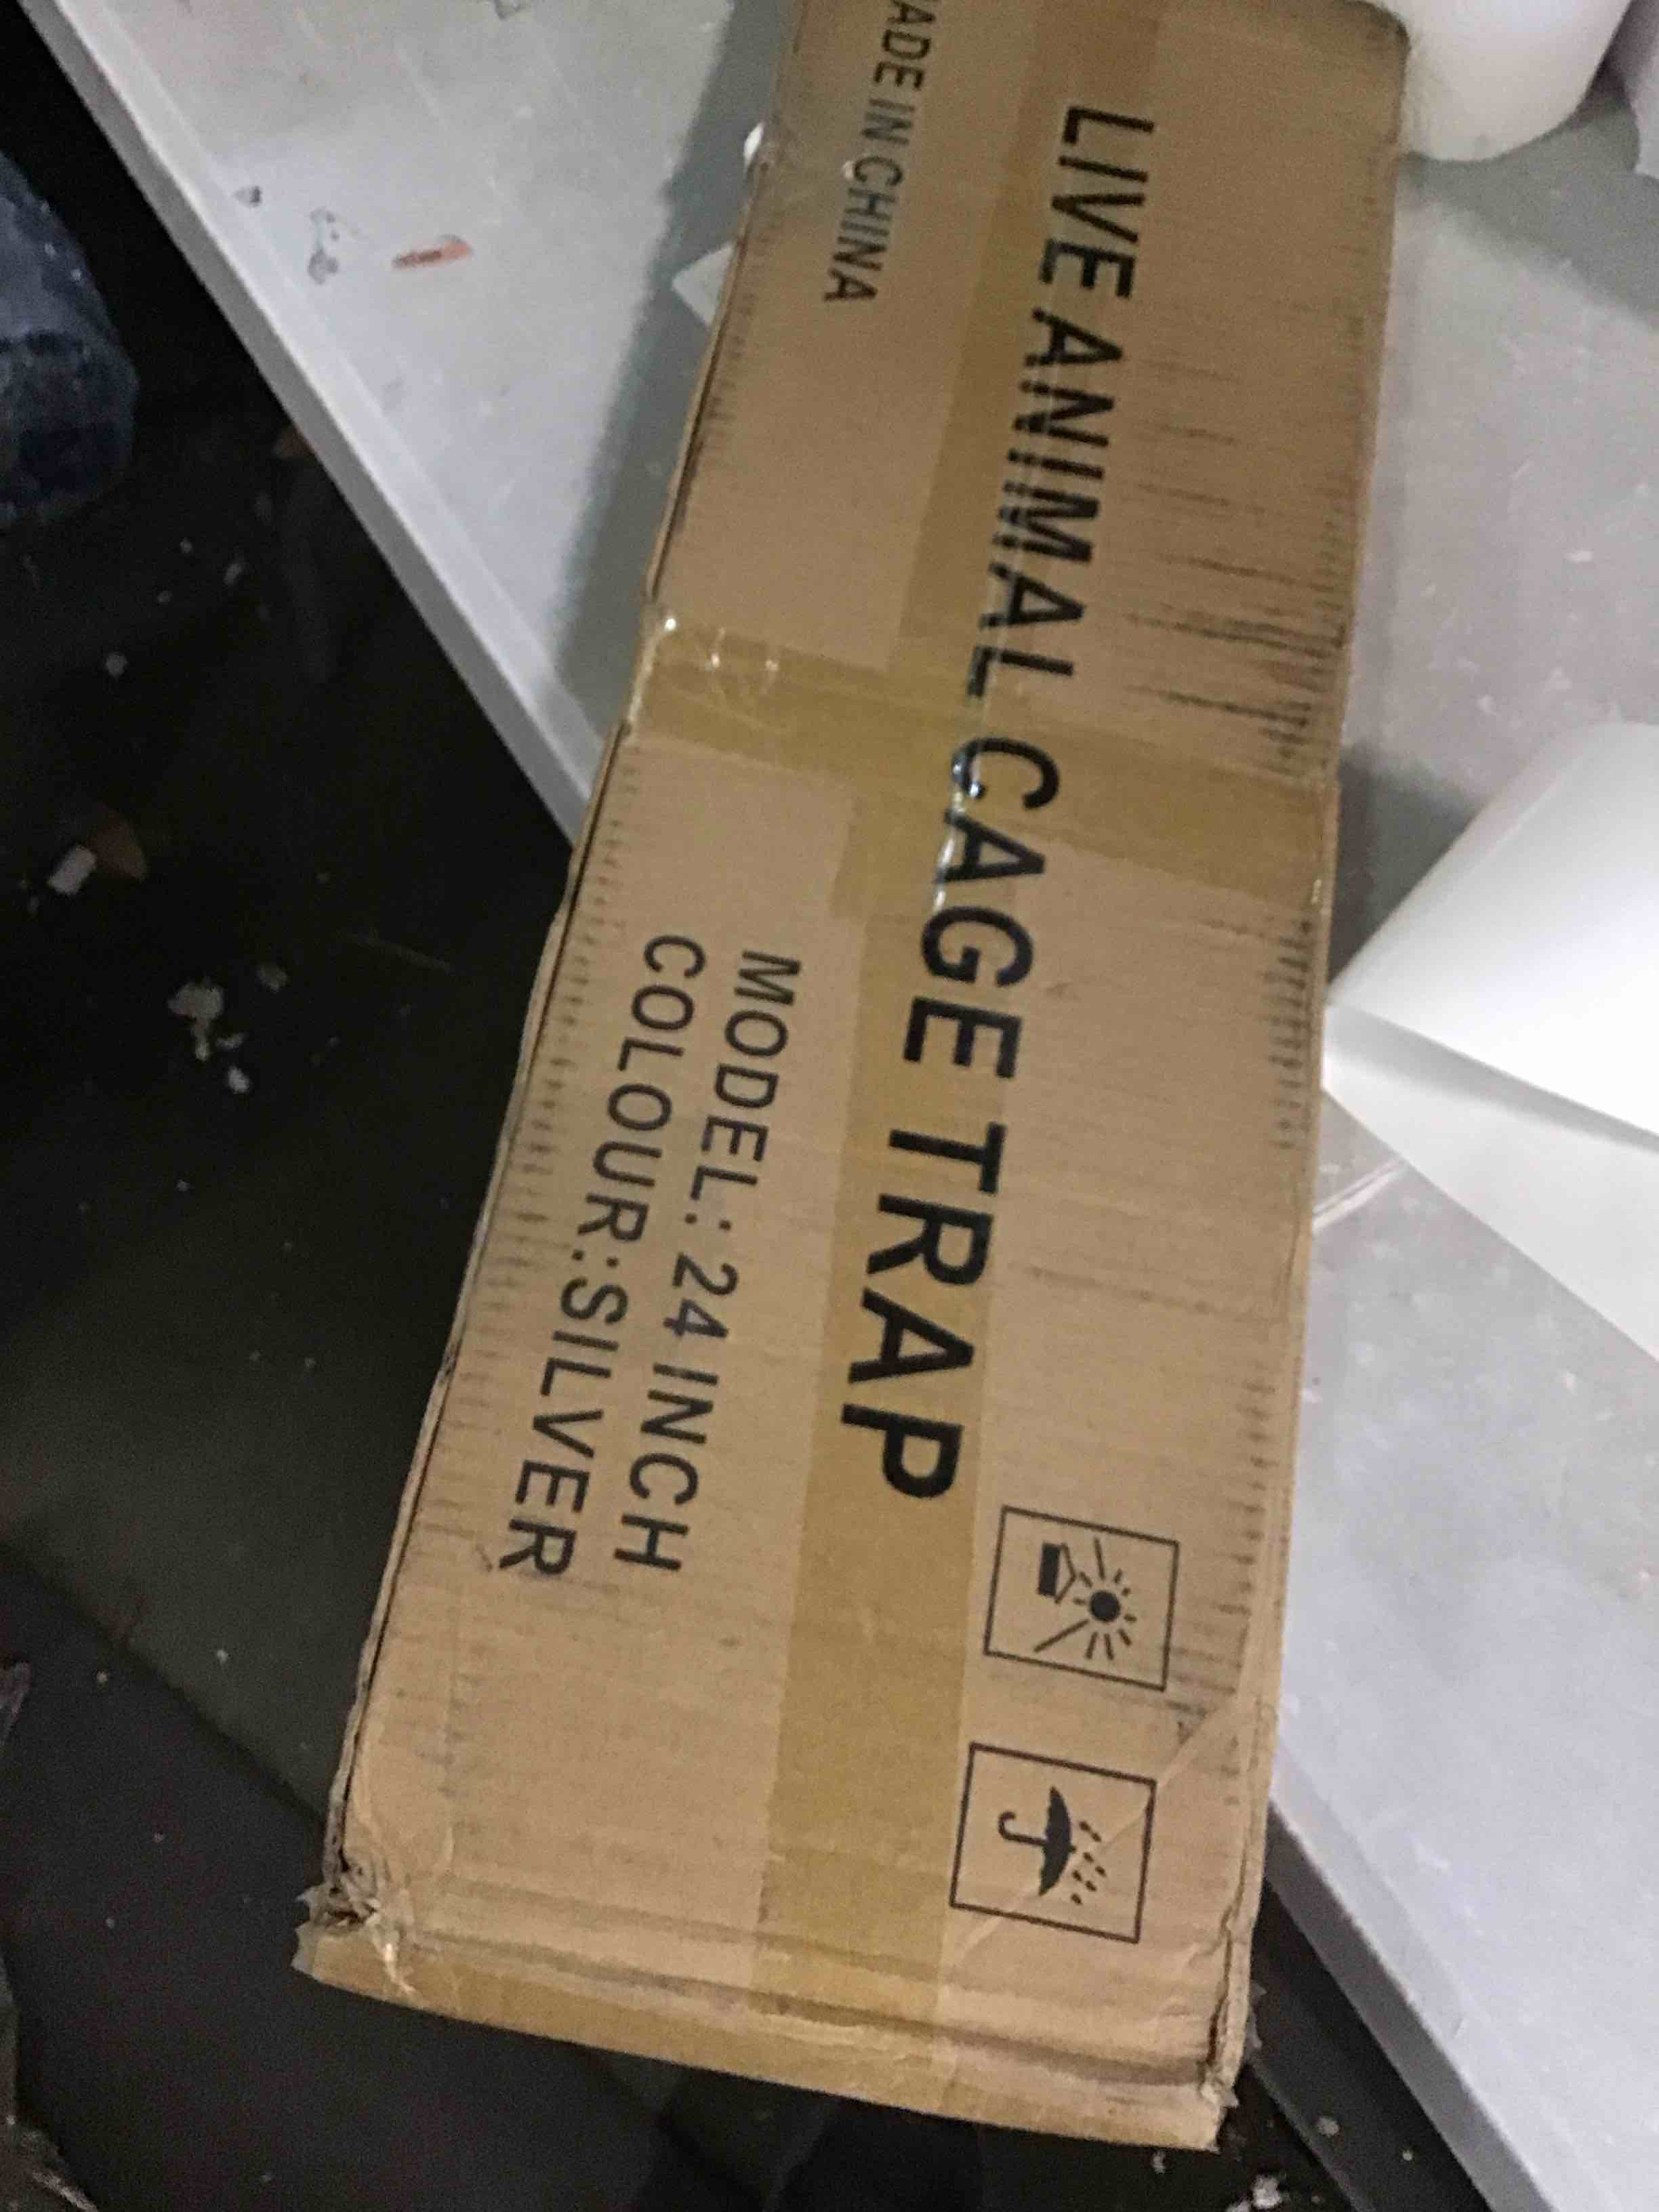 LIVE ANIMAL CAGE TRAP
MODEL: 24 INCH
COLOUR:SILVER
ADE IN CHINA